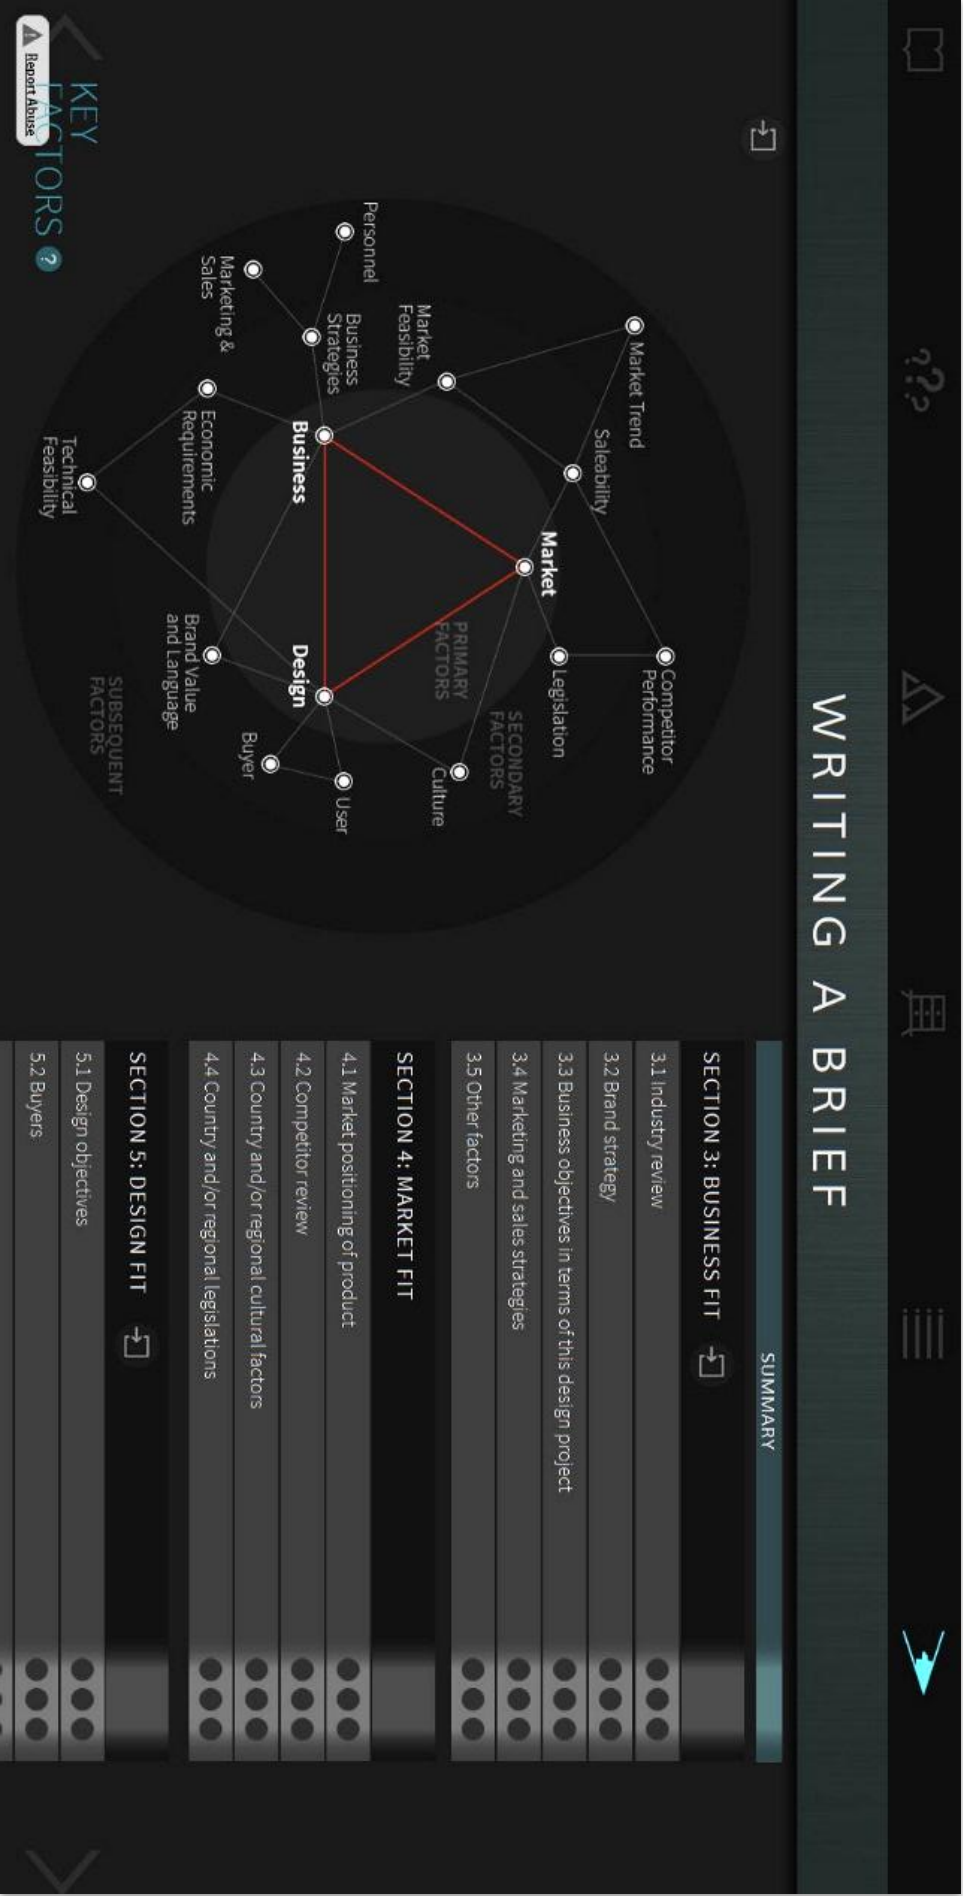 ???
WRITING A BRIEF
Market Trend
Competitor
Performance
Saleability
Market
Legislation
SECONDARY
FACTORS
PRIMARY
FACTORS
Market
Feasibility
Culture
Personnel
Business
Strategies
User
Business
Design
Buyer
Marketing &
Sales
Economic
Requirements
Brand Value
and Language
SUBSEQUENT
FACTORS
Technical
Feasibility
KEY
FACTORS ?
Report Abuse
SUMMARY
SECTION 3: BUSINESS FIT
3.1 Industry review
3.2 Brand strategy
3.3 Business objectives in terms of this design project
3.4 Marketing and sales strategies
3.5 Other factors
SECTION 4: MARKET FIT
4.1 Market positioning of product
4.2 Competitor review
4.3 Country and/or regional cultural factors
4.4 Country and/or regional legislations
SECTION 5: DESIGN FIT
5.1 Design objectives
5.2 Buyers